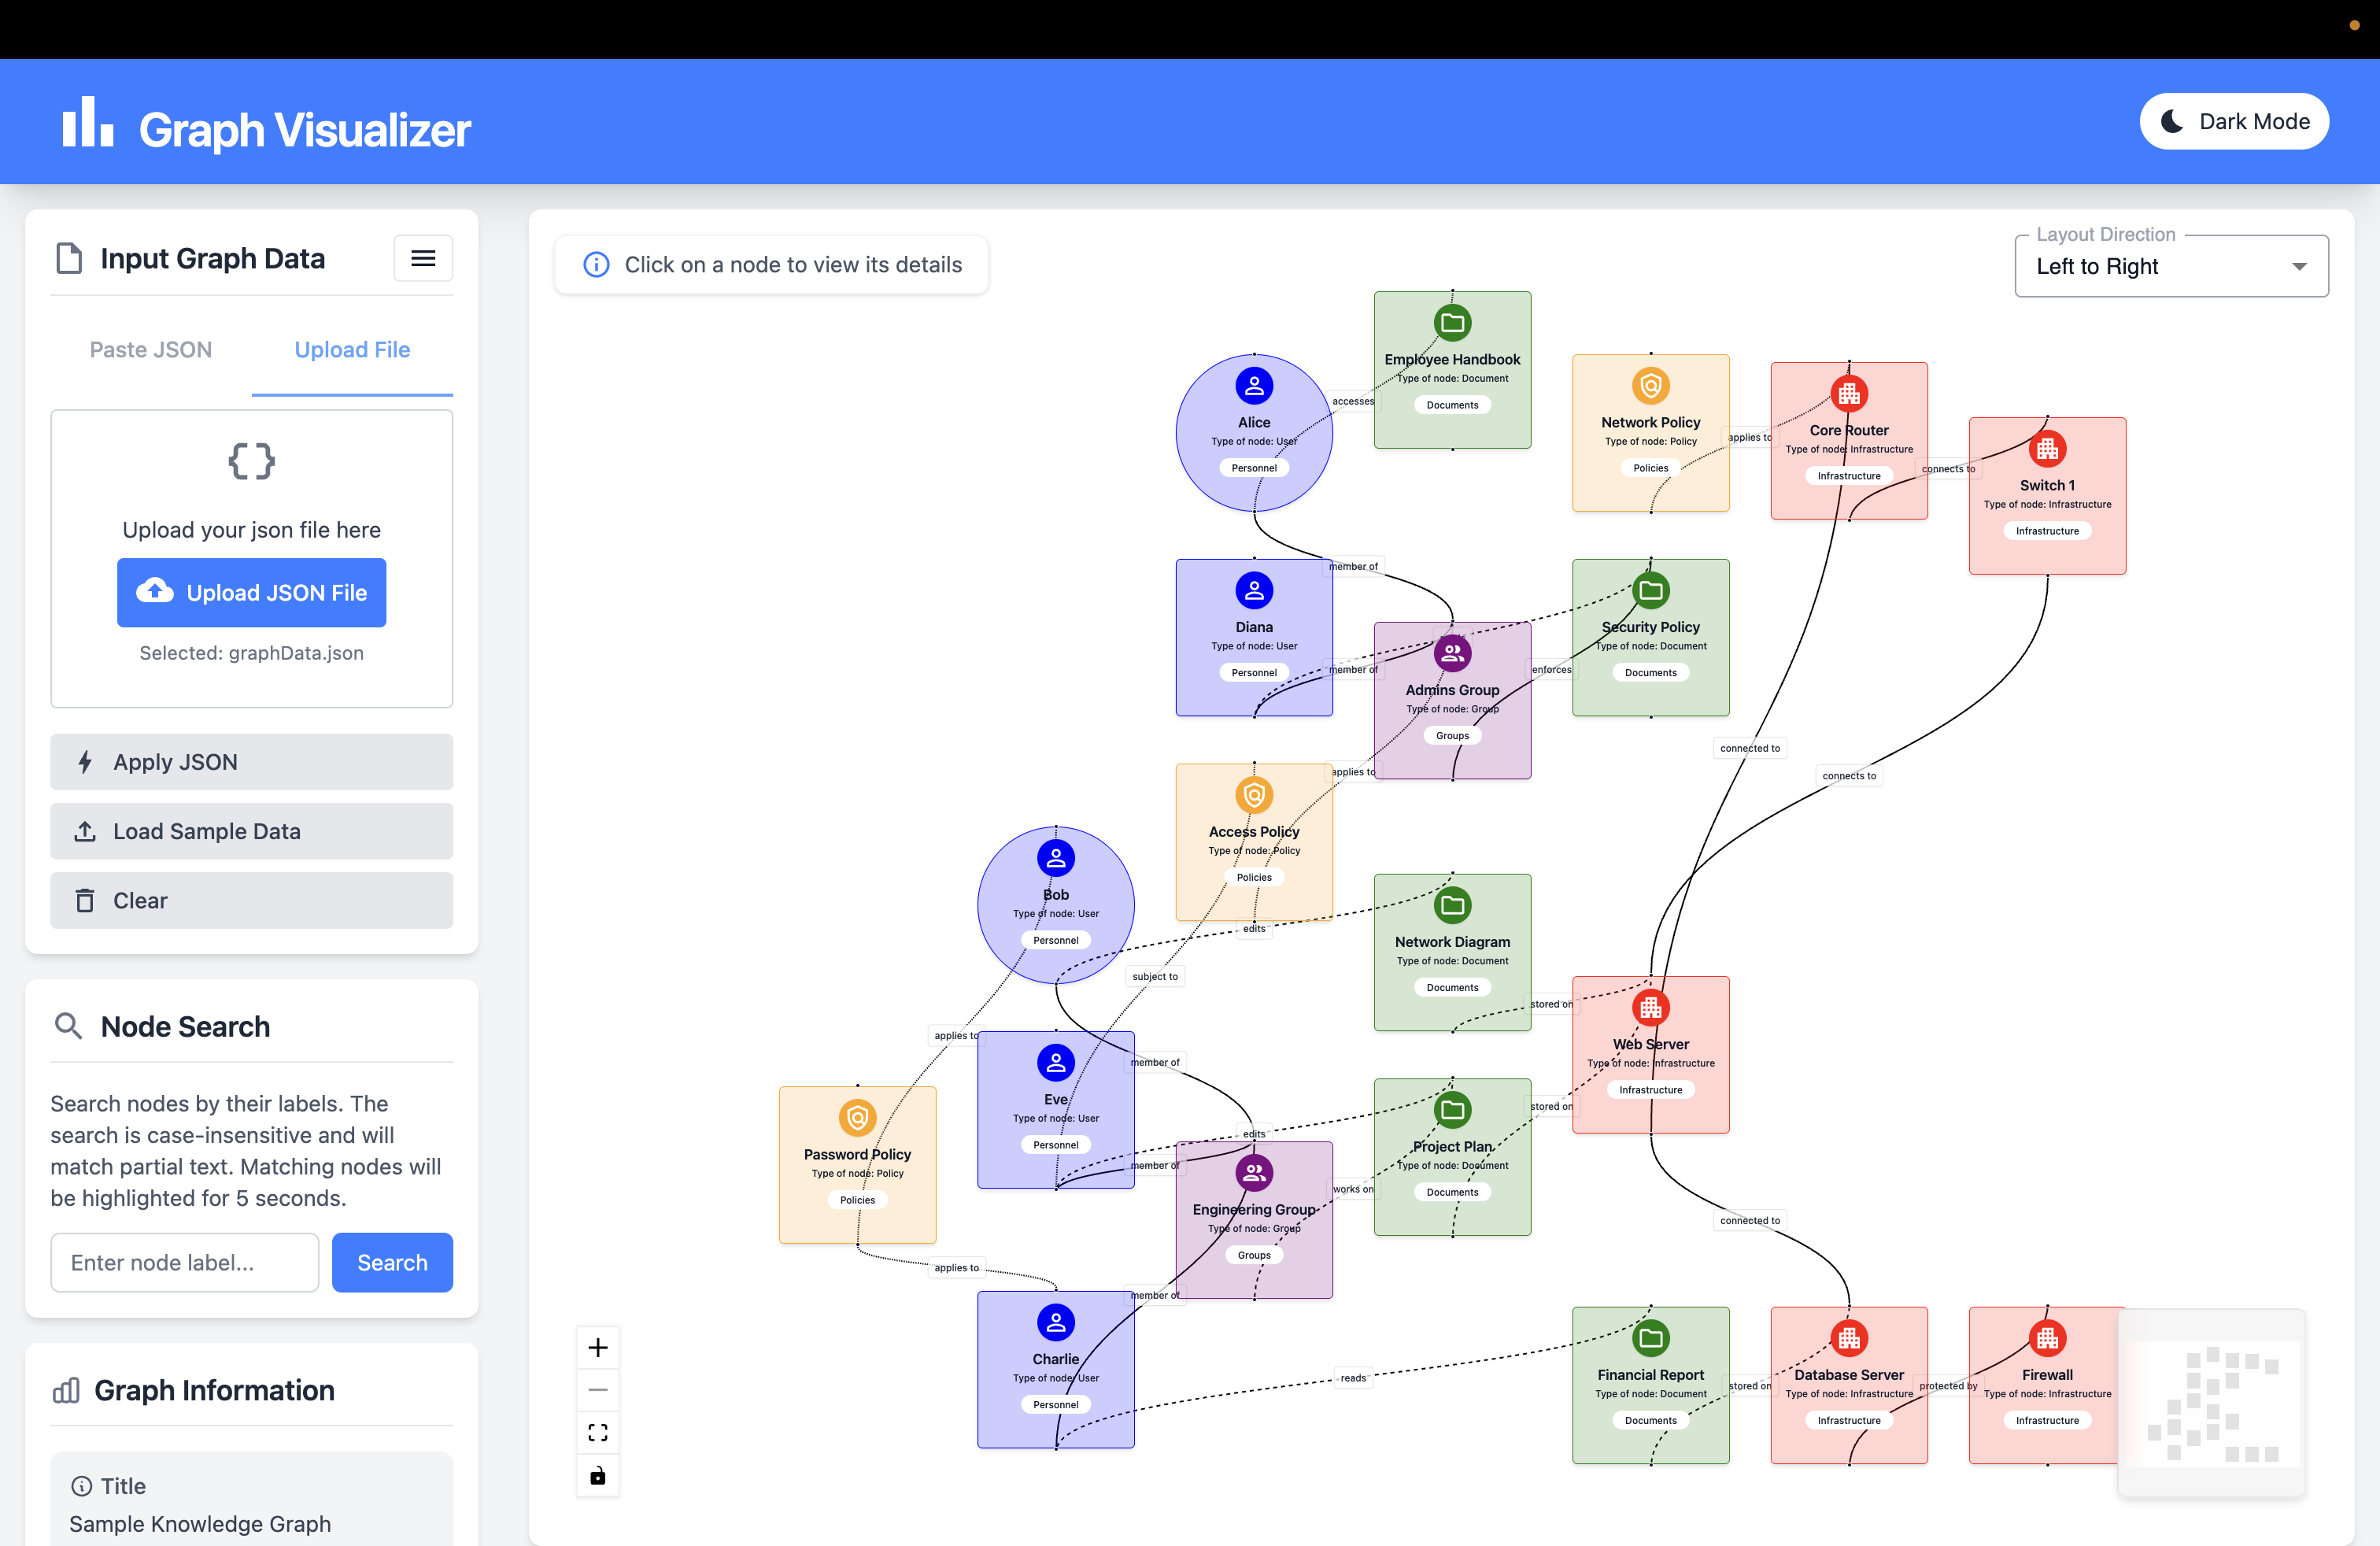 Graph Visualizer
Dark Mode
Input Graph Data
Paste JSON
Upload File
Upload your json file here
Upload JSON File
Selected: graphData.json
Apply JSON
Load Sample Data
Clear
Node Search
Search nodes by their labels. The
search is case-insensitive and will
match partial text. Matching nodes will
be highlighted for 5 seconds.
Enter node label...
Search
Graph Information
Title
Sample Knowledge Graph
Click on a node to view its details
Layout Direction
Left to Right
Employee Handbook
Type of node: Document
Documents
accesses
Alice
Type of node: User
Personnel
Network Policy
Type of node: Policy
Policies
applies to
Core Router
Type of node: Infrastructure
Infrastructure
connects to
Switch 1
Type of node: Infrastructure
Infrastructure
member of
Diana
Type of node: User
Personnel
member of
Admins Group
Type of node: Group
Groups
enforces
Security Policy
Type of node: Document
Documents
connected to
connects to
applies to
Access Policy
Type of node: Policy
Policies
edits
Bob
Type of node: User
Personnel
subject to
Network Diagram
Type of node: Document
Documents
stored on
Web Server
Type of node: Infrastructure
Infrastructure
applies to
member of
Eve
Type of node: User
Personnel
edits
member of
stored on
Project Plan
Type of node: Document
Documents
works on
Password Policy
Type of node: Policy
Policies
Engineering Group
Type of node: Group
Groups
connected to
applies to
member of
Charlie
Type of node: User
Personnel
reads
Financial Report
Type of node: Document
Documents
stored on
Database Server
Type of node: Infrastructure
Infrastructure
protected by
Firewall
Type of node: Infrastructure
Infrastructure